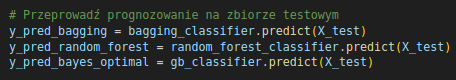 # Przeprowadź prognozowanie na zbiorze testowym
y_pred_bagging = bagging_classifier.predict(X_test)
y_pred_random_forest = random_forest_classifier.predict(X_test)
y_pred_bayes_optimal = gb_classifier.predict(X_test)